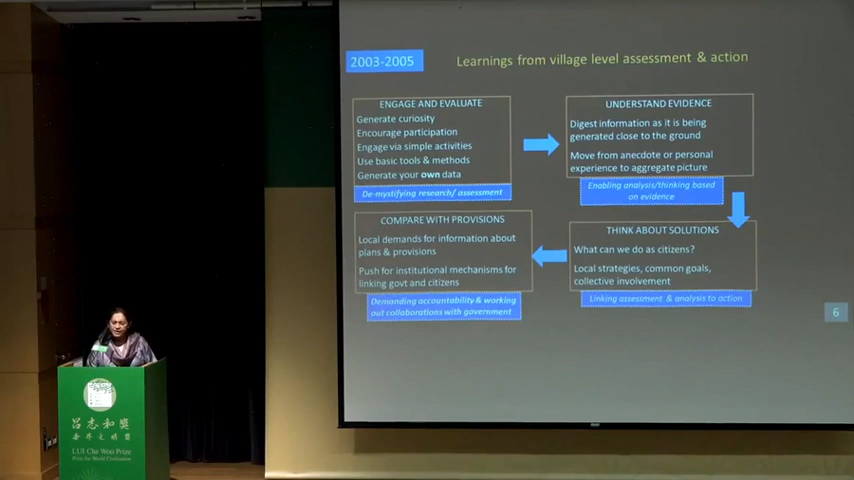 2003-2005
Learnings from village level assessment & action
ENGAGE AND EVALUATE
Generate curiosity
Encourage participation
Engage via simple activities
Use basic tools & methods
Generate your own data
De-mystifying research/ assessment
UNDERSTAND EVIDENCE
Digest information as it is being
generated close to the ground
Move from anecdote or personal
experience to aggregate picture
Enabling analysis/thinking based
on evidence
THINK ABOUT SOLUTIONS
What can we do as citizens?
Local strategies, common goals,
collective involvement
Linking assessment & analysis to action
COMPARE WITH PROVISIONS
Local demands for information about
plans & provisions
Push for institutional mechanisms for
linking govt and citizens
Demanding accountability & working
out collaborations with government
6
呂志和獎
世界文明獎
LUI Che Woo Prize
Prize for World Civilisation